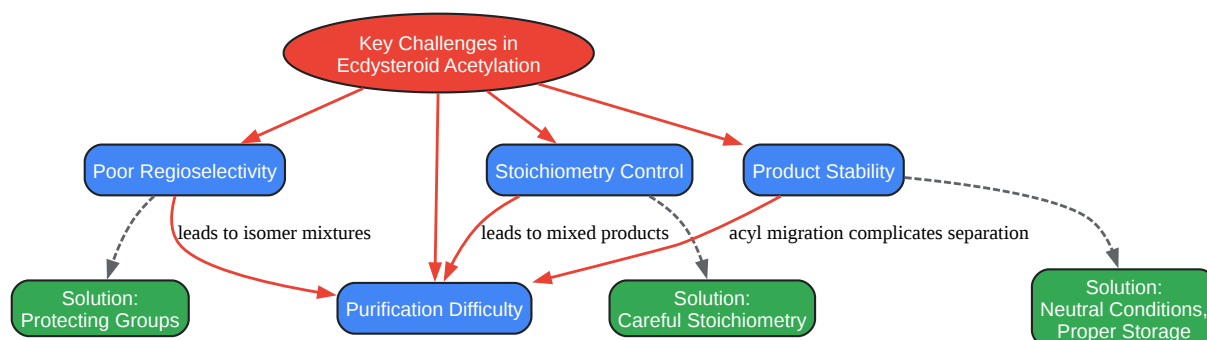 Key Challenges in
Ecdysteroid Acetylation
Poor Regioselectivity
Stoichiometry Control
Product Stability
leads to isomer mixtures
leads to mixed products
acyl migration complicates separation
Solution:
Protecting Groups
Purification Difficulty
Solution:
Careful Stoichiometry
Solution:
Neutral Conditions,
Proper Storage